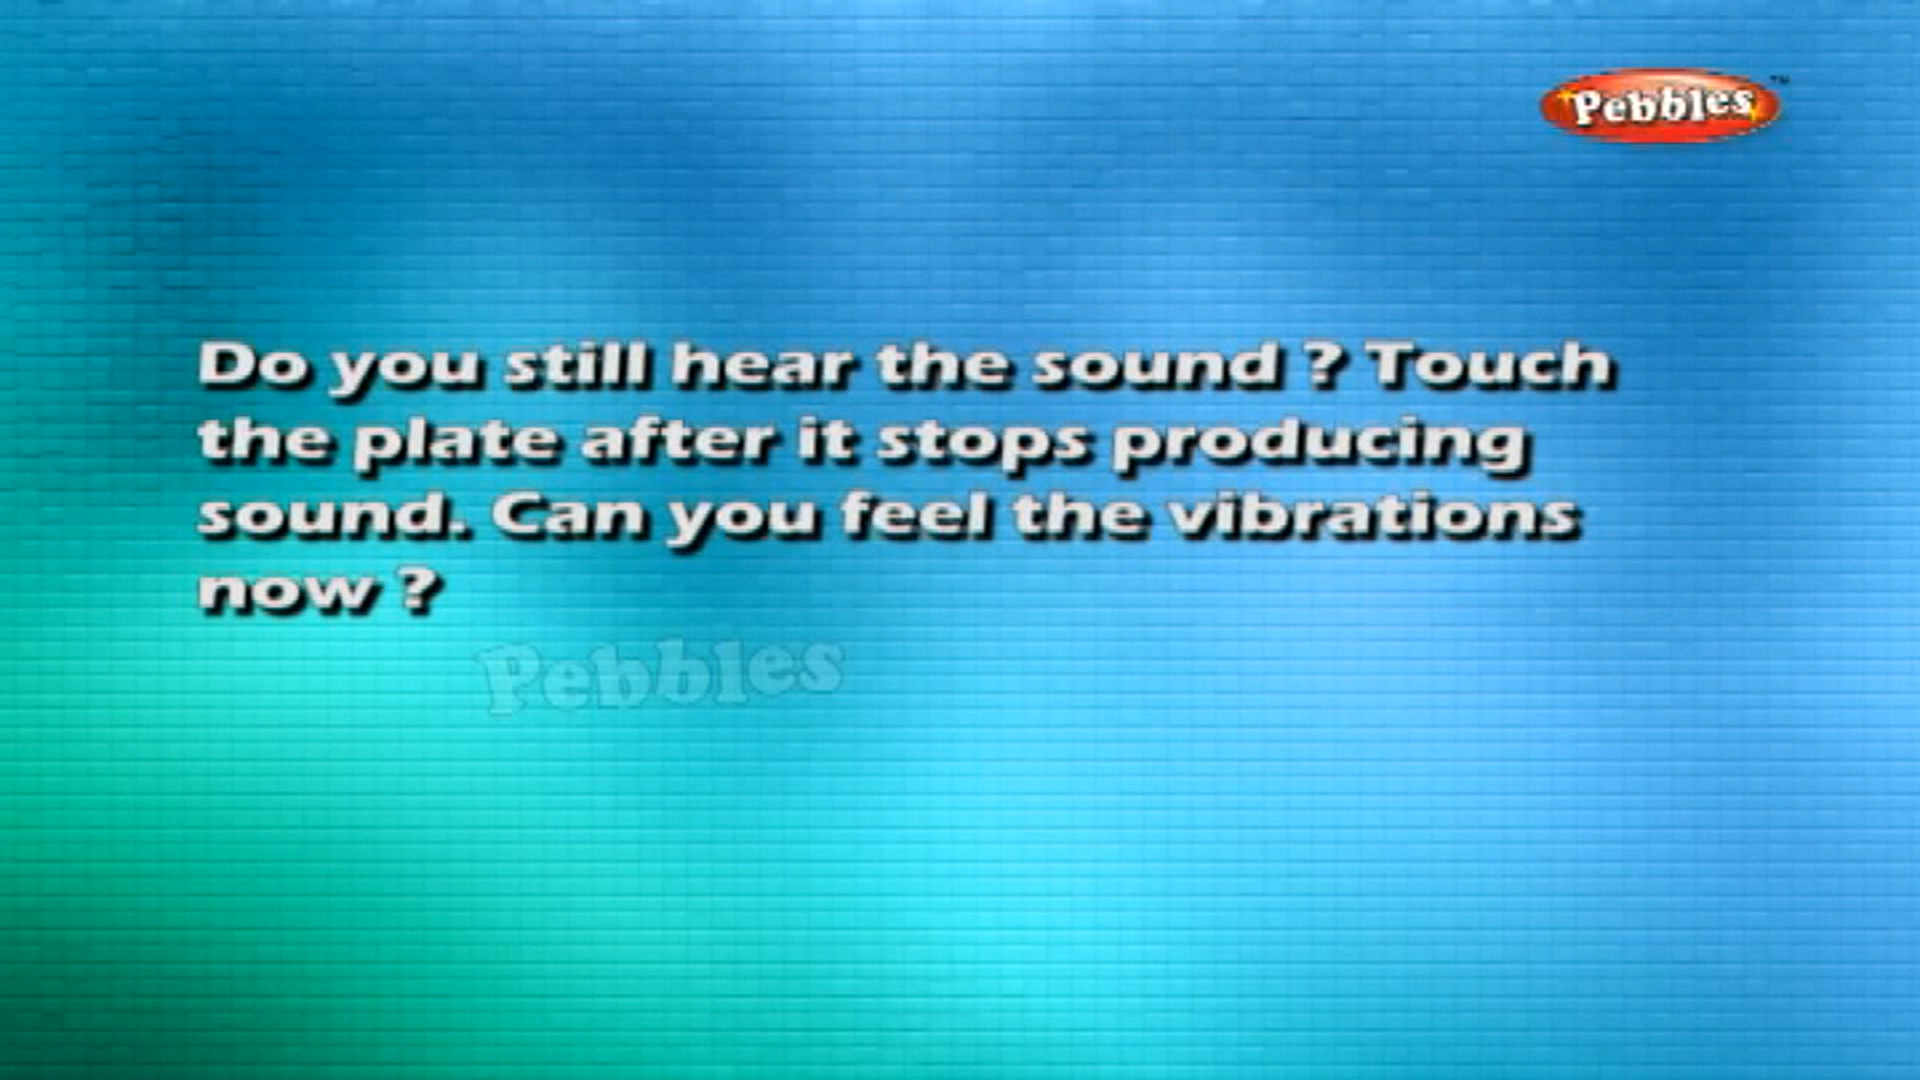 Pebbles™
Do you still hear the sound ? Touch
the plate after it stops producing
sound. Can you feel the vibrations
now ?
Pebbles